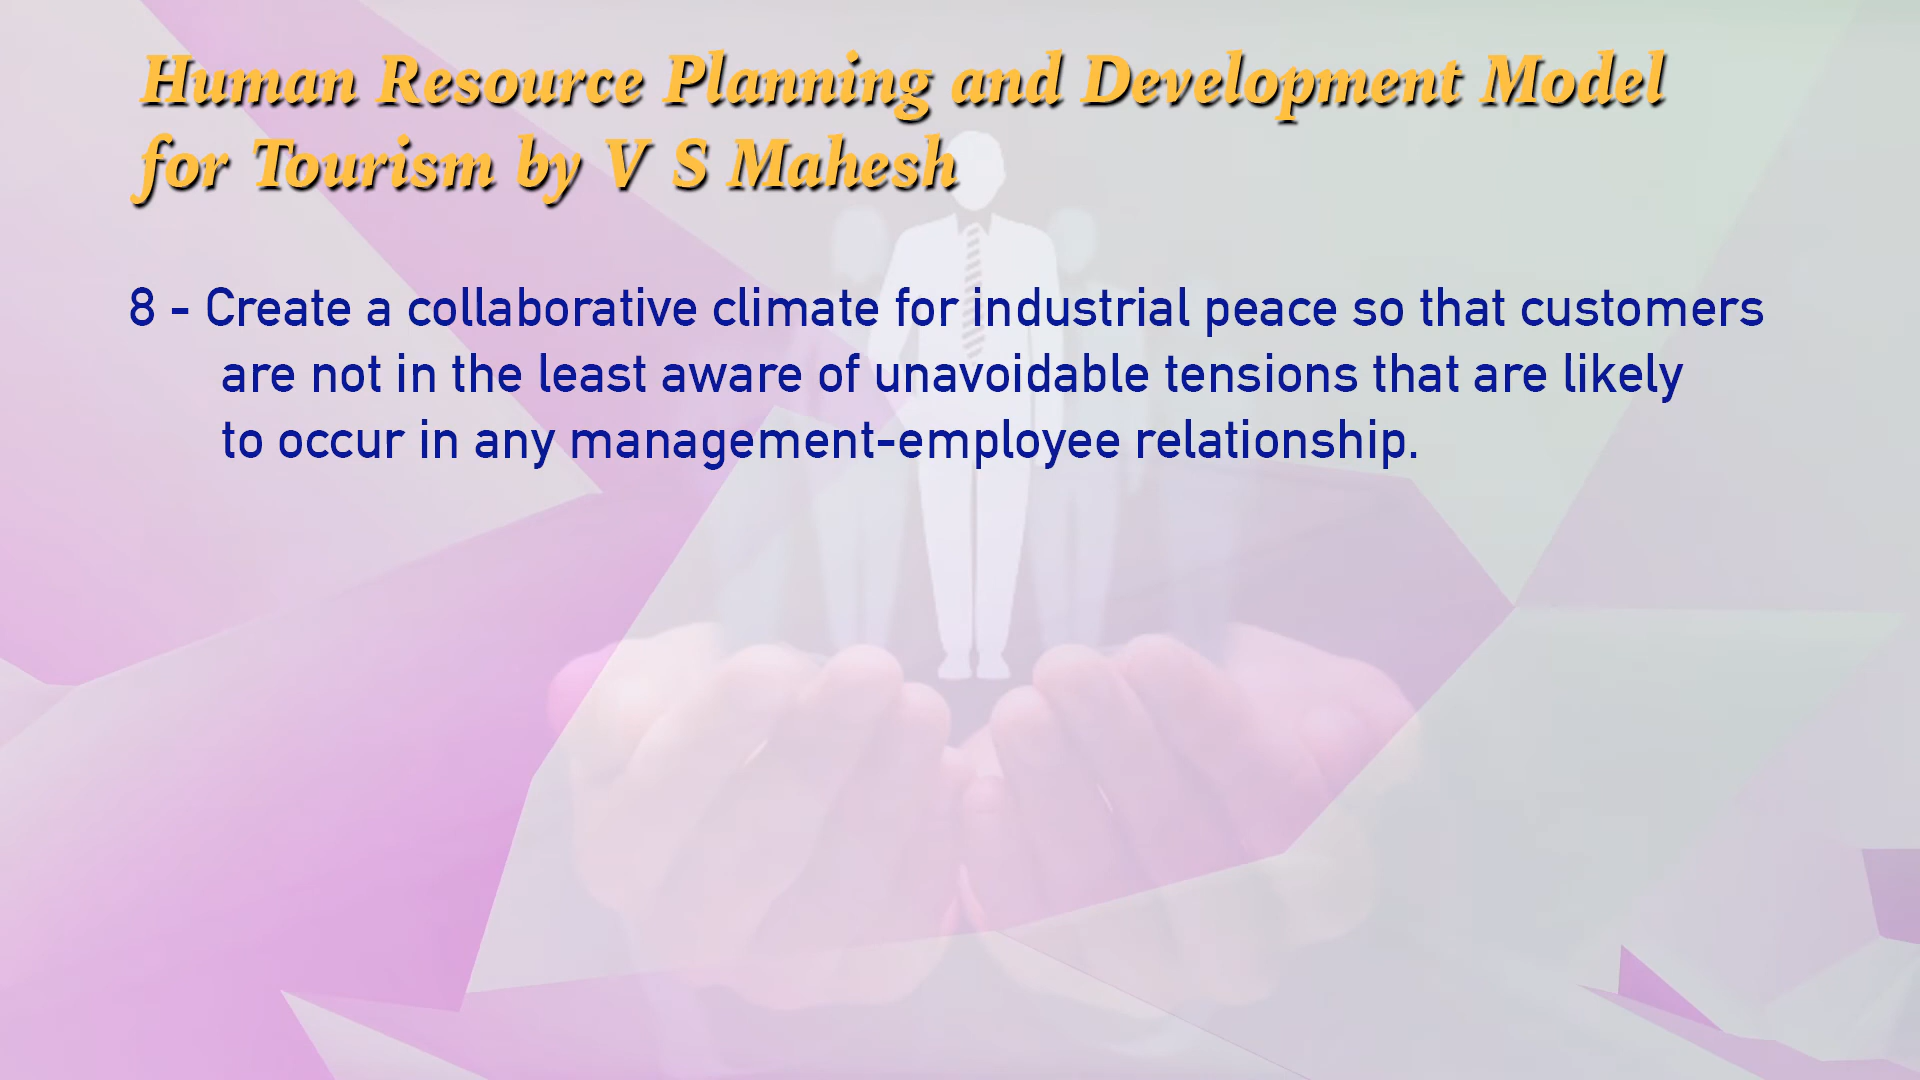 Human Resource Planning and Development Model
for Tourism by V S Mahesh
8 - Create a collaborative climate for industrial peace so that customers
are not in the least aware of unavoidable tensions that are likely
to occur in any management-employee relationship.